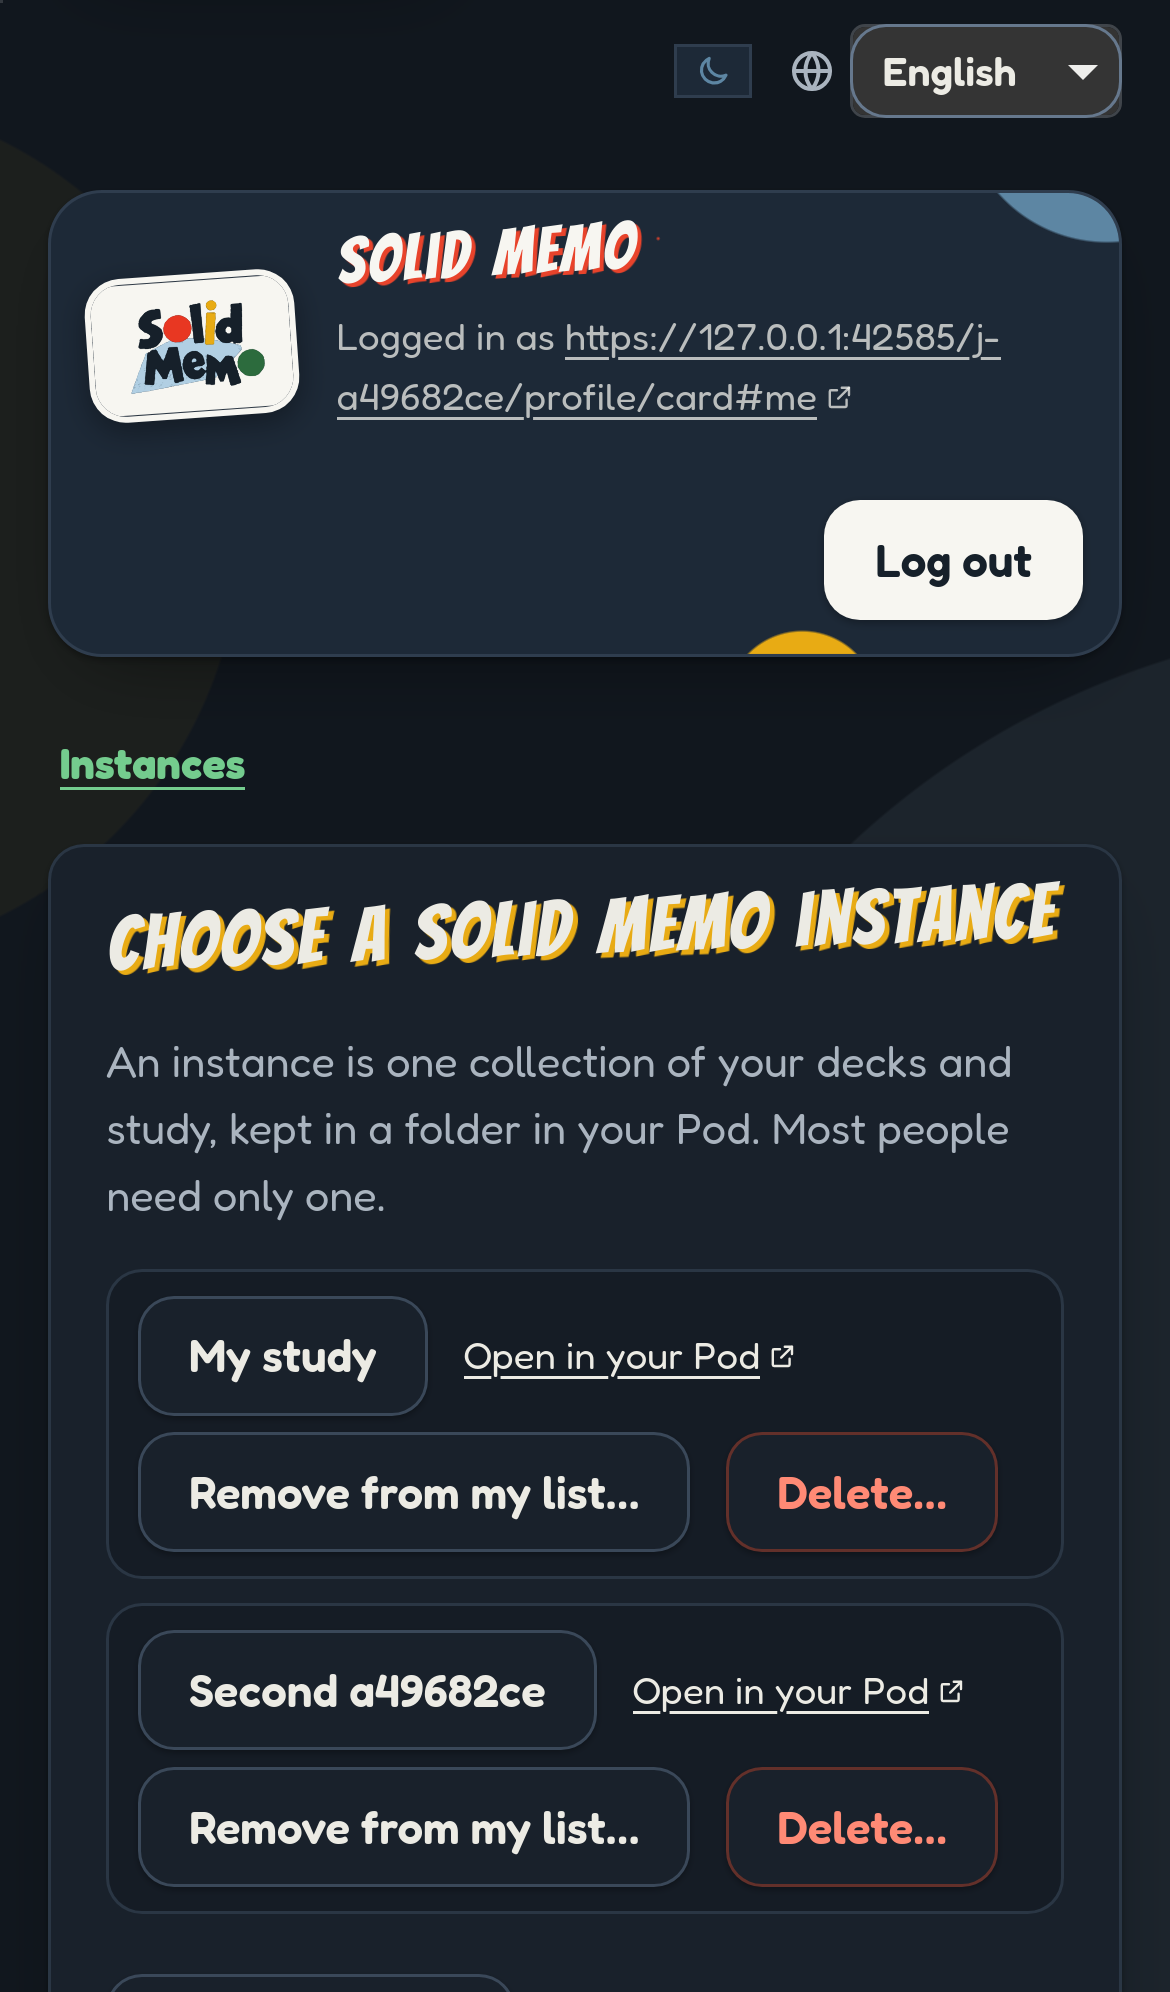 English
SOLID MEMO
Solid
Memo
Logged in as https://127.0.0.1:42585/j-
a49682ce/profile/card#me
Log out
Instances
CHOOSE A SOLID MEMO INSTANCE
An instance is one collection of your decks and
study, kept in a folder in your Pod. Most people
need only one.
My study
Open in your Pod
Remove from my list...
Delete...
Second a49682ce
Open in your Pod
Remove from my list...
Delete...